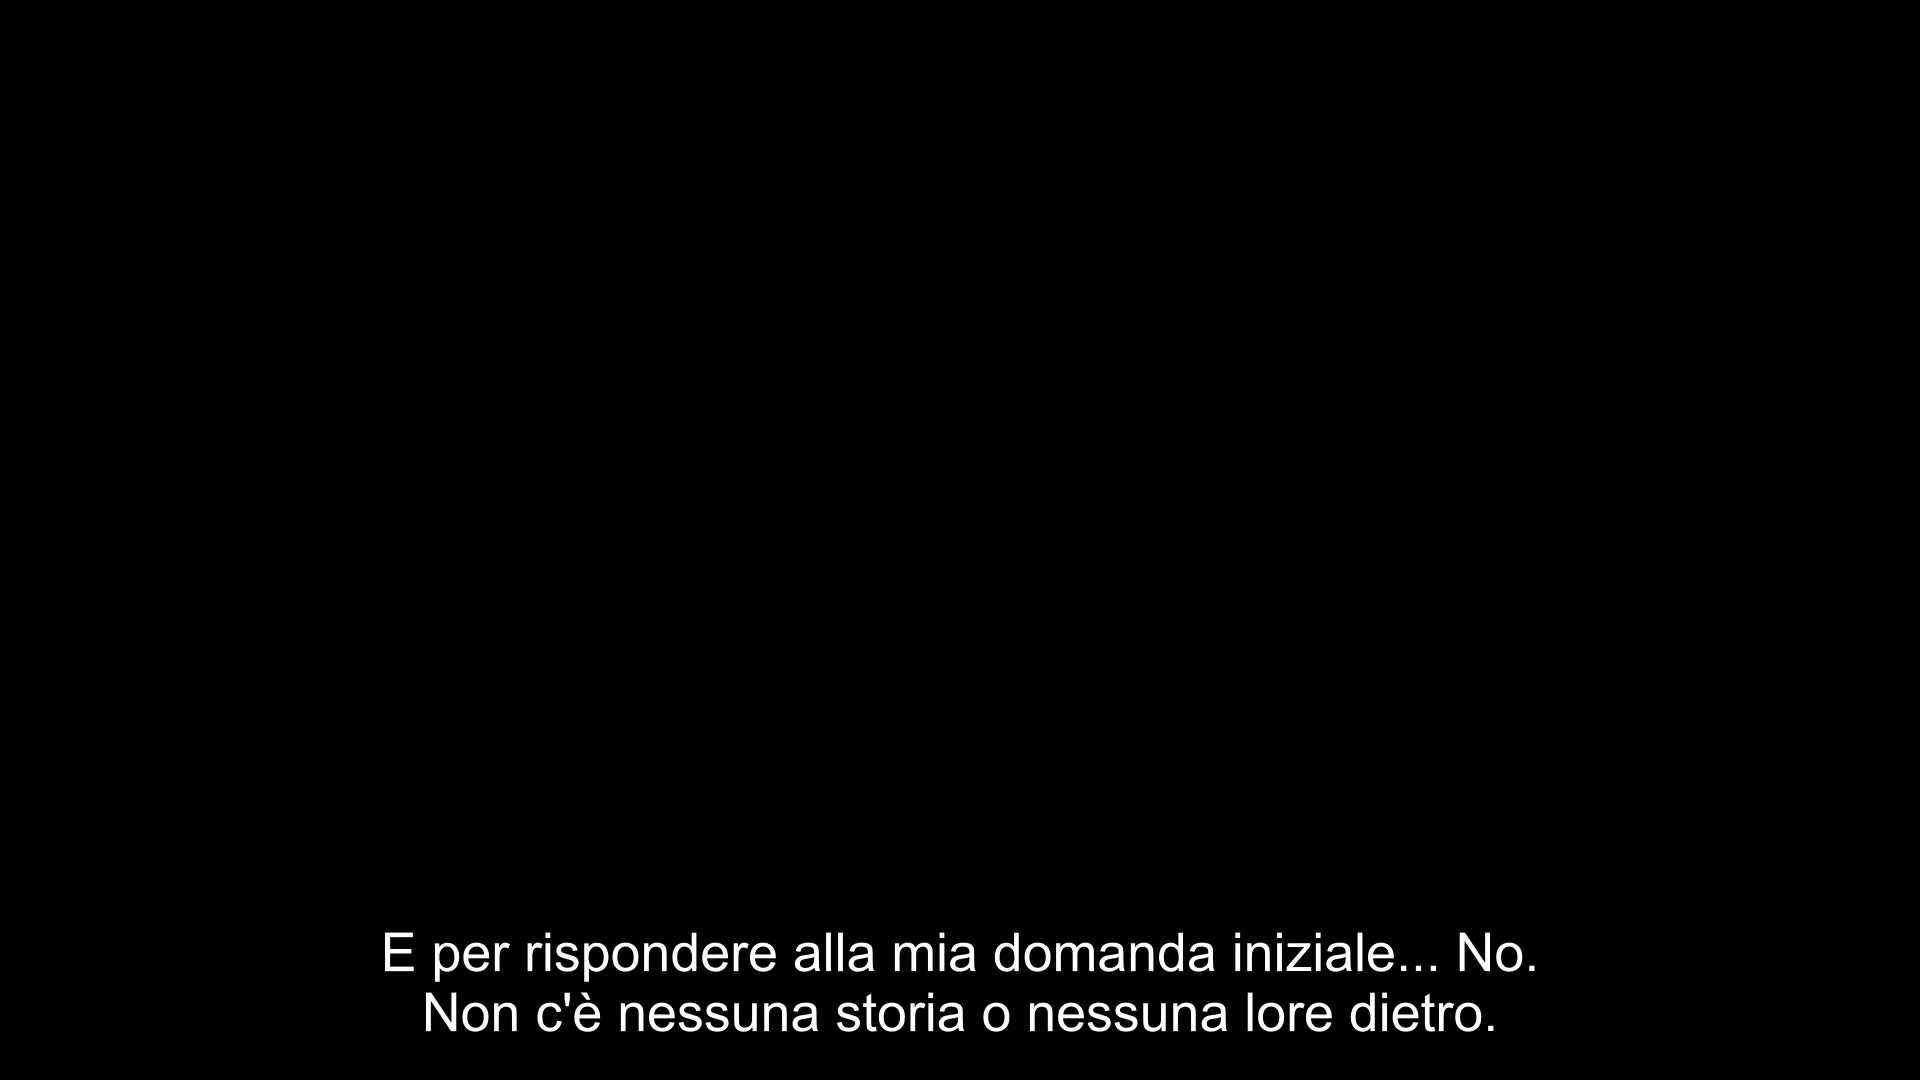 E per rispondere alla mia domanda iniziale... No.
Non c'è nessuna storia o nessuna lore dietro.